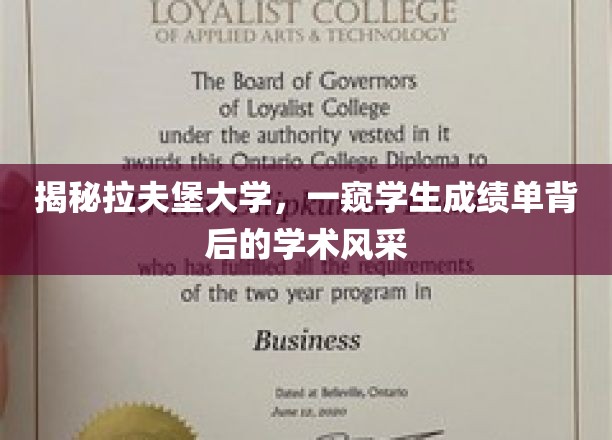 LOYALIST COLLEGE
OF APPLIED ARTS & TECHNOLOGY
The Board of Governors
of Loyalist College
under the authority vested in it
awards this Ontario College Diploma to
揭秘拉夫堡大学，一窥学生成绩单背
后的学术风采
who has fulfilled all the requirements
of the two year program in
Business
Dated at Belleville, Ontario
June 12, 2020